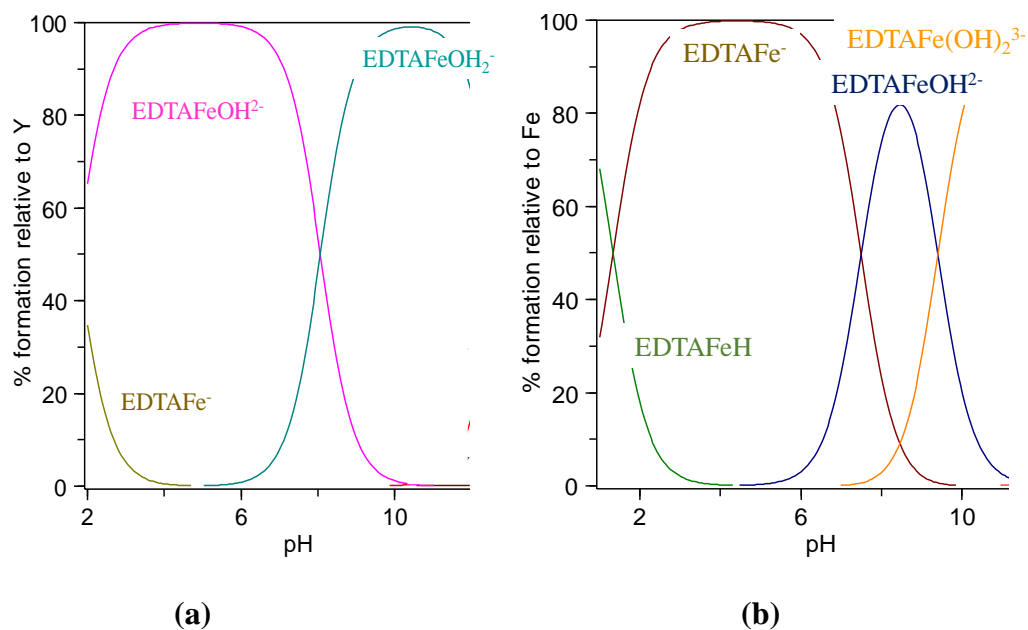 % formation relative to Y
100
80
60
40
20
0
2
6
10
pH
EDTAFeOH²⁻
EDTAFeOH₂⁻
EDTAFe⁻
(a)
% formation relative to Fe
100
80
60
40
20
0
2
6
10
pH
EDTAFe⁻
EDTAFe(OH)₂³⁻
EDTAFeOH²⁻
EDTAFeH
(b)